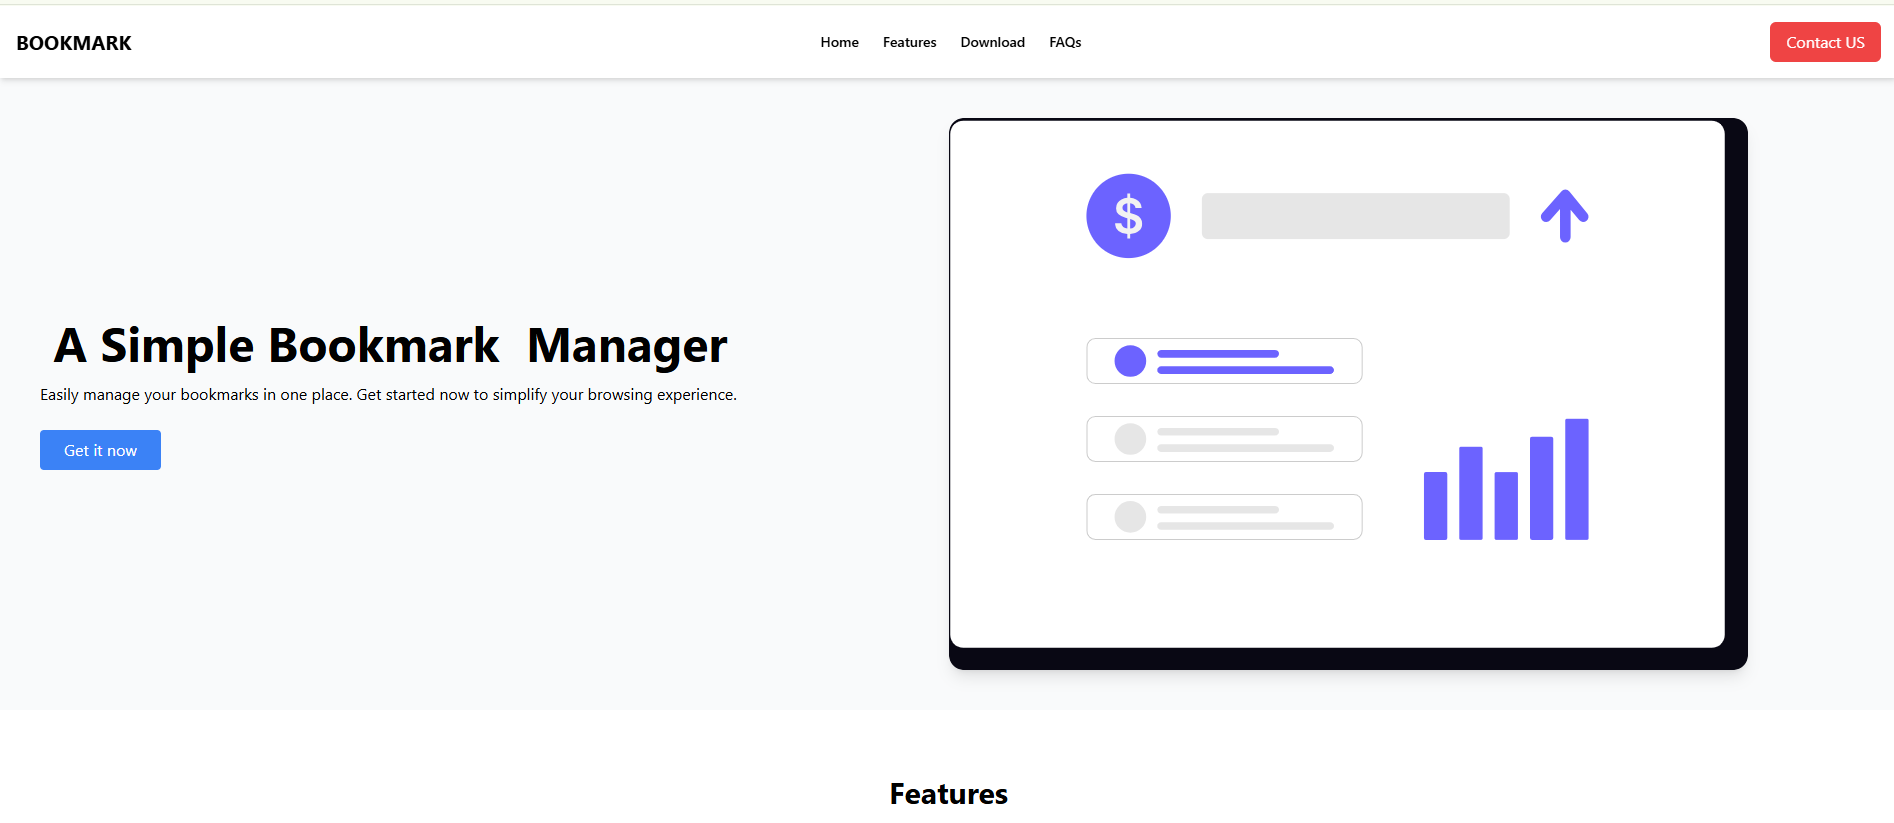 BOOKMARK
Home Features Download FAQs
Contact US
$
A Simple Bookmark  Manager
Easily manage your bookmarks in one place. Get started now to simplify your browsing experience.
Get it now
Features